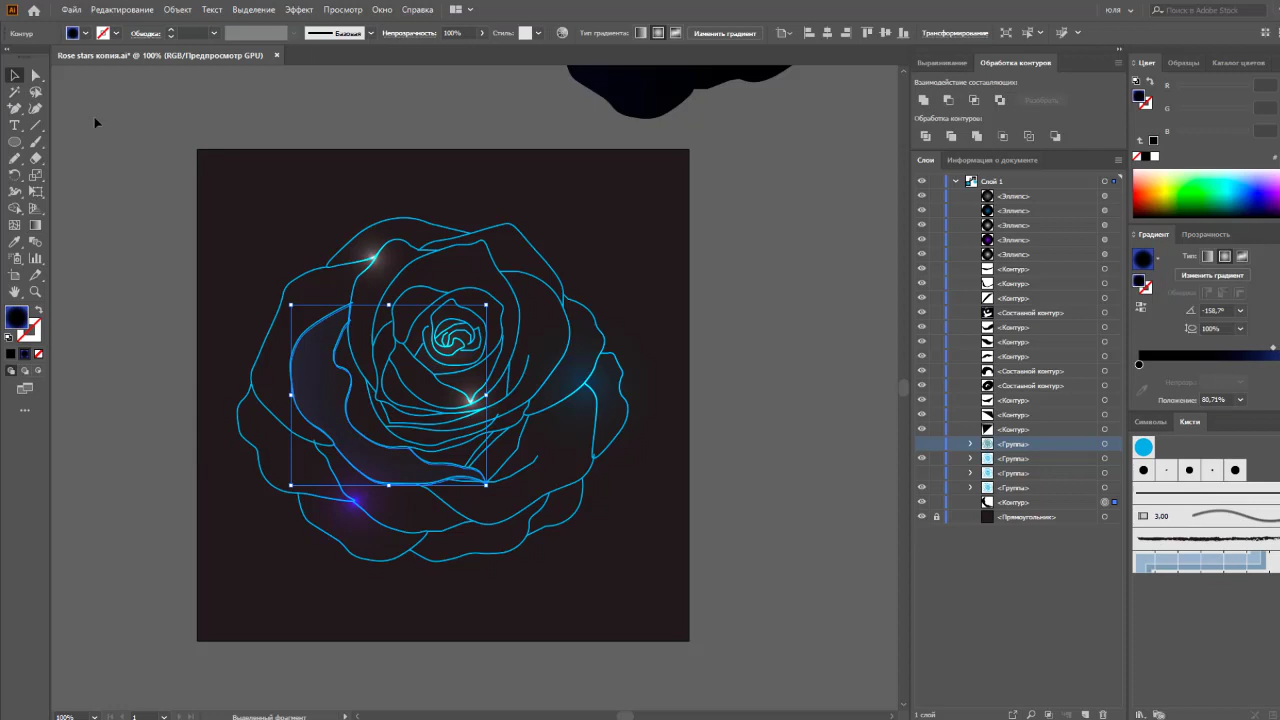 Ai Файл Редактирование Объект Текст Выделение Эффект Просмотр Окно Справка юля Поиск в Adobe Stock
Контур Обводка: Базовая Непрозрачность: 100% Стиль: Тип градиента: Изменить градиент Трансформирование
Rose stars копия.ai* @ 100% (RGB/Предпросмотр GPU) ×
Выравнивание Обработка контуров
Взаимодействие составляющих:
Разобрать
Обработка контуров:
Слои Информация о документе
Слой 1
<Эллипс>
<Эллипс>
<Эллипс>
<Эллипс>
<Эллипс>
<Контур>
<Контур>
<Контур>
<Составной контур>
<Контур>
<Контур>
<Контур>
<Составной контур>
<Составной контур>
<Контур>
<Контур>
<Контур>
<Группа>
<Группа>
<Группа>
<Группа>
<Контур>
<Прямоугольник>
1 слой
Цвет Образцы Каталог цветов
R
G
B
#
Градиент Прозрачность
Тип:
Изменить градиент
-158,7°
100%
Положение: 80,71%
Символы Кисти
3.00
100% 1 Выделенный фрагмент